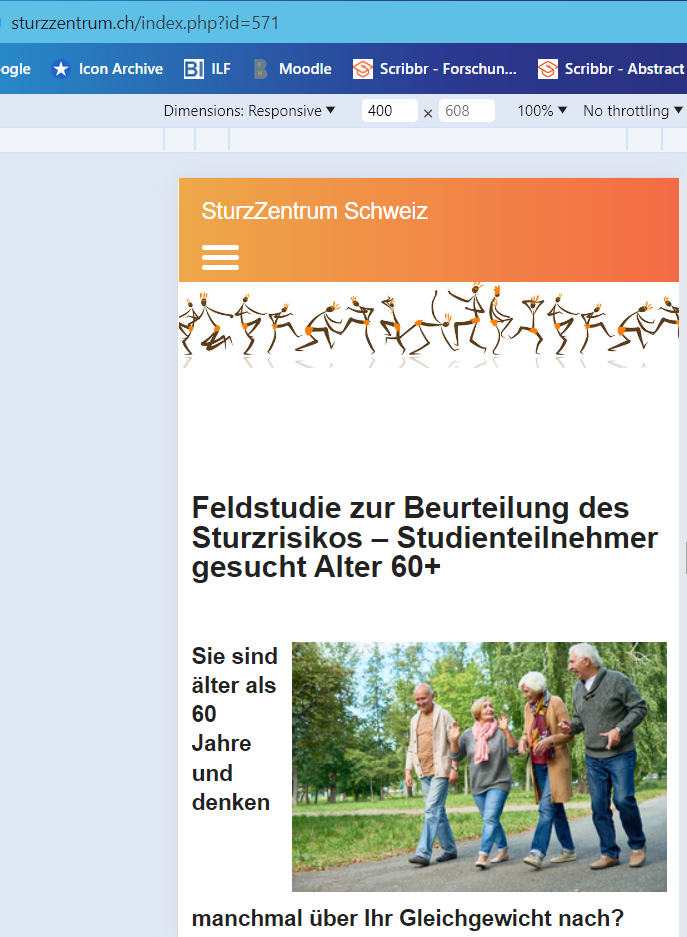 sturzzentrum.ch/index.php?id=571
ogle Icon Archive BI ILF B Moodle Scribbr - Forschun... Scribbr - Abstract
Dimensions: Responsive ▼ 400 × 608 100% ▼ No throttling ▼
SturzZentrum Schweiz
Feldstudie zur Beurteilung des
Sturzrisikos – Studienteilnehmer
gesucht Alter 60+
Sie sind
älter als
60
Jahre
und
denken
manchmal über Ihr Gleichgewicht nach?